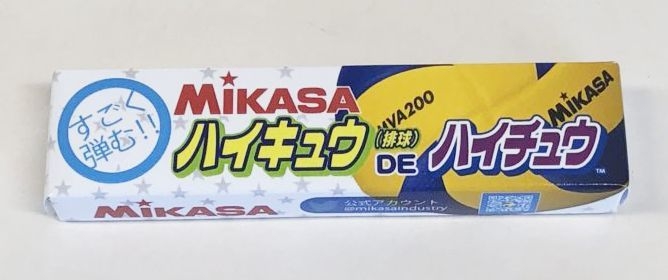 すごく
弾む!!
MIKASA
ハイキュウ
(排球)
DE
ハイチュウ
TM
MVA200
MIKASA
MIKASA
公式アカウント
@mikasaindustry